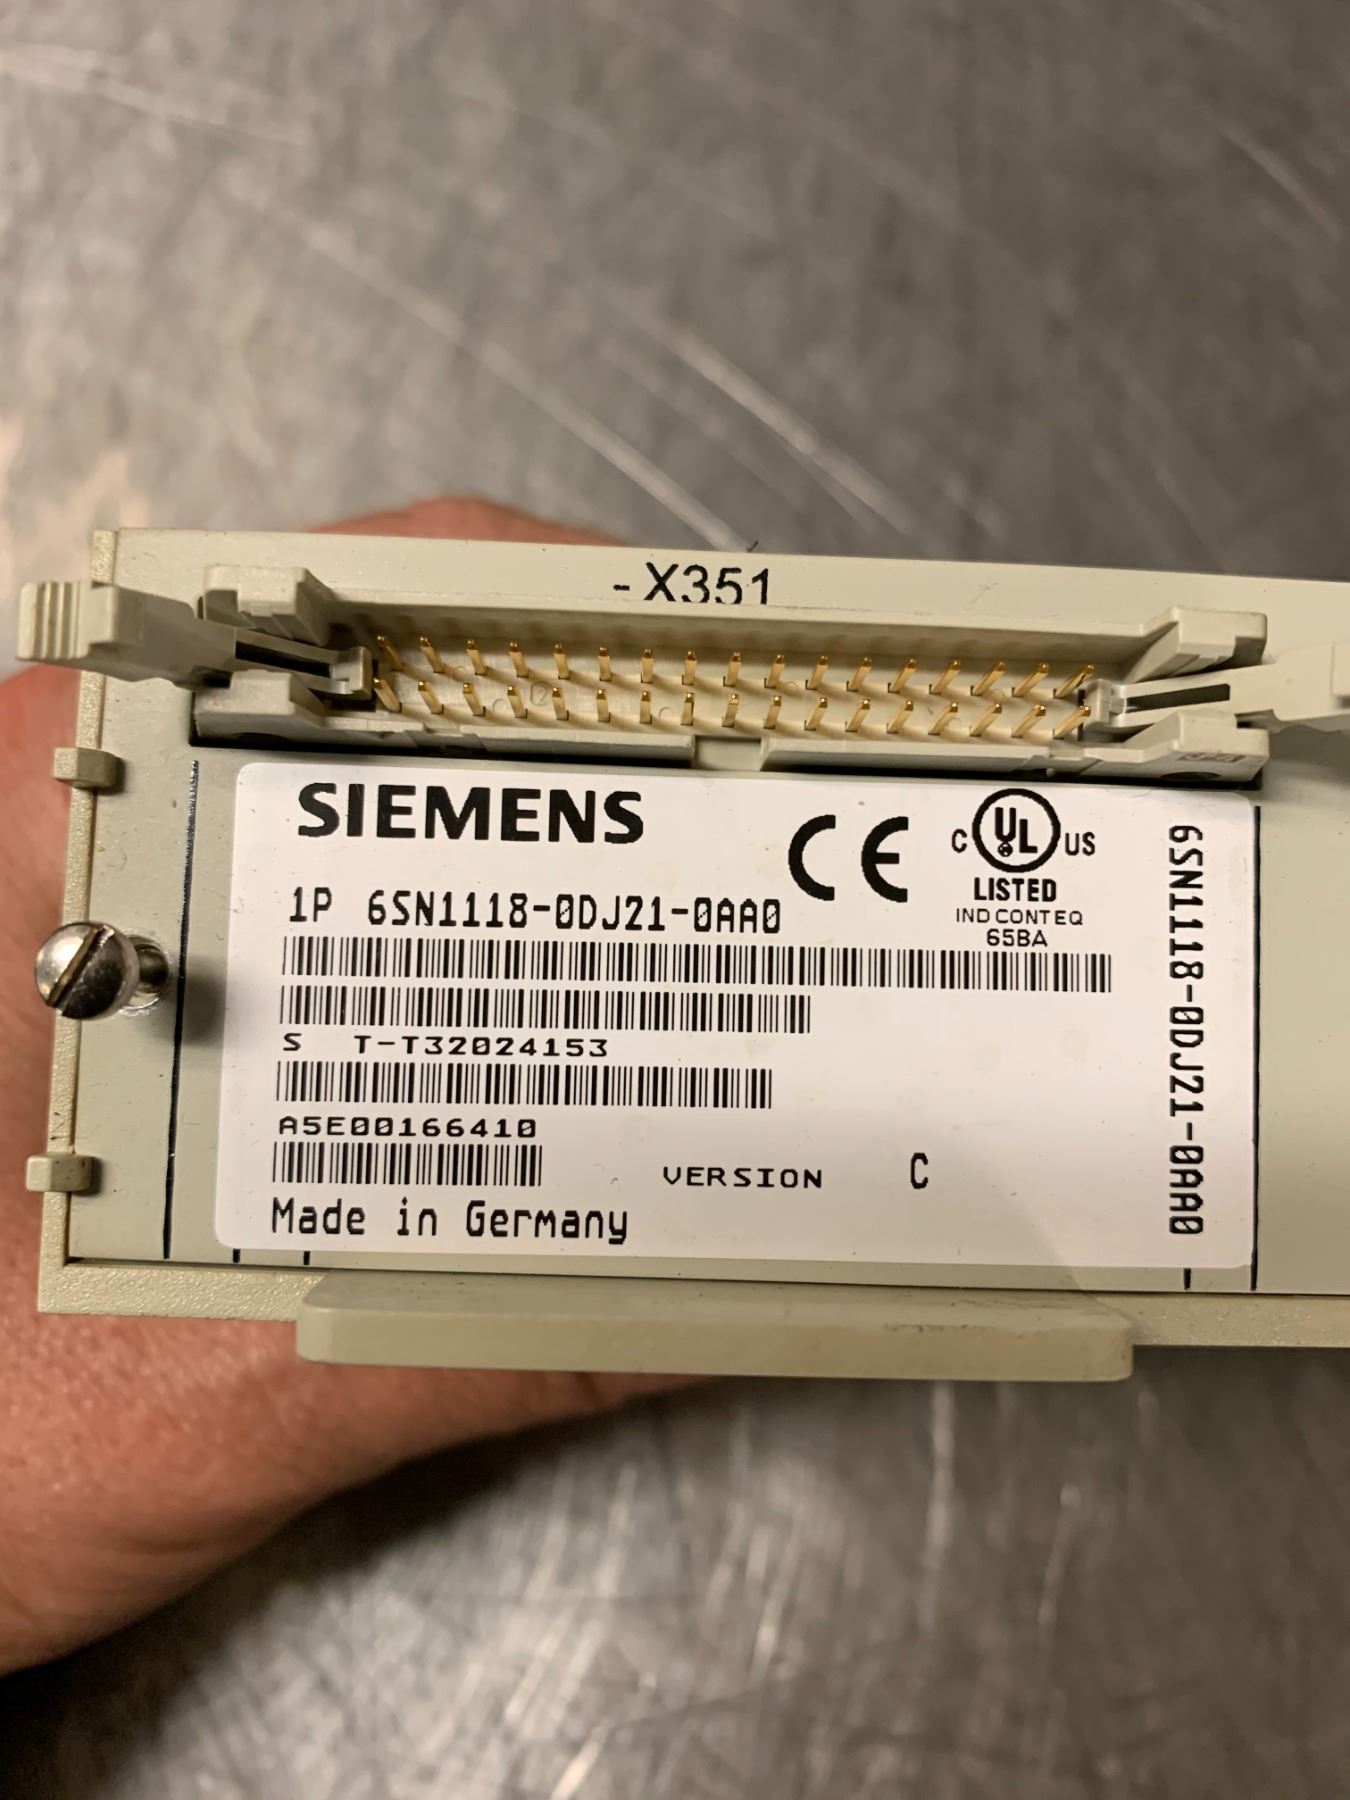 -X351
SIEMENS
CE
C UL US
LISTED
IND CONT EQ
65BA
1P 6SN1118-0DJ21-0AA0
S T-T32024153
A5E00166410
VERSION C
Made in Germany
6SN1118-0DJ21-0AA0